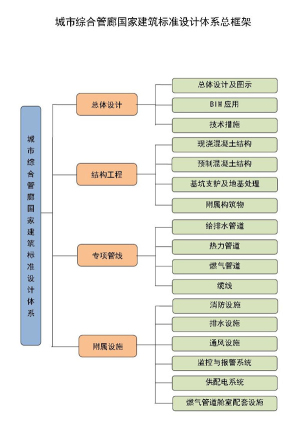 城市综合管廊国家建筑标准设计体系总框架
城市综合管廊国家建筑标准设计体系
总体设计
总体设计及图示
BIM 应用
技术措施
结构工程
现浇混凝土结构
预制混凝土结构
基坑支护及地基处理
附属构筑物
专项管线
给排水管道
热力管道
燃气管道
缆线
附属设施
消防设施
排水设施
通风设施
监控与报警系统
供配电系统
燃气管道舱室配套设施